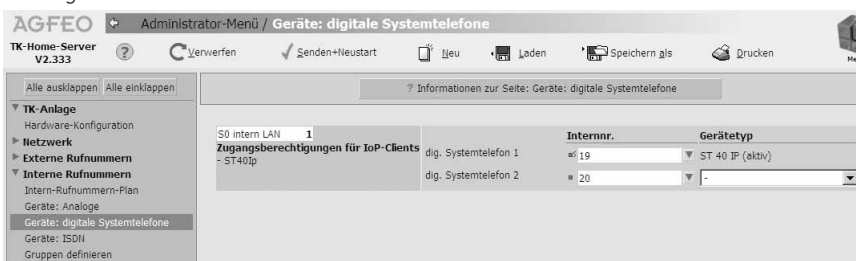 AGFEO Administrator-Menü / Geräte: digitale Systemtelefone
TK-Home-Server V2.333
? Verwerfen Senden+Neustart Neu Laden Speichern als Drucken
Alle ausklappen Alle einklappen
? Informationen zur Seite: Geräte: digitale Systemtelefone
TK-Anlage
Hardware-Konfiguration
Netzwerk
Externe Rufnummern
Interne Rufnummern
Intern-Rufnummern-Plan
Geräte: Analoge
Geräte: digitale Systemtelefone
Geräte: ISDN
Gruppen definieren
S0 intern LAN 1
Internnr. Gerätetyp
Zugangsberechtigungen für IoP-Clients
- ST40Ip
dig. Systemtelefon 1 19 ST 40 IP (aktiv)
dig. Systemtelefon 2 20 -